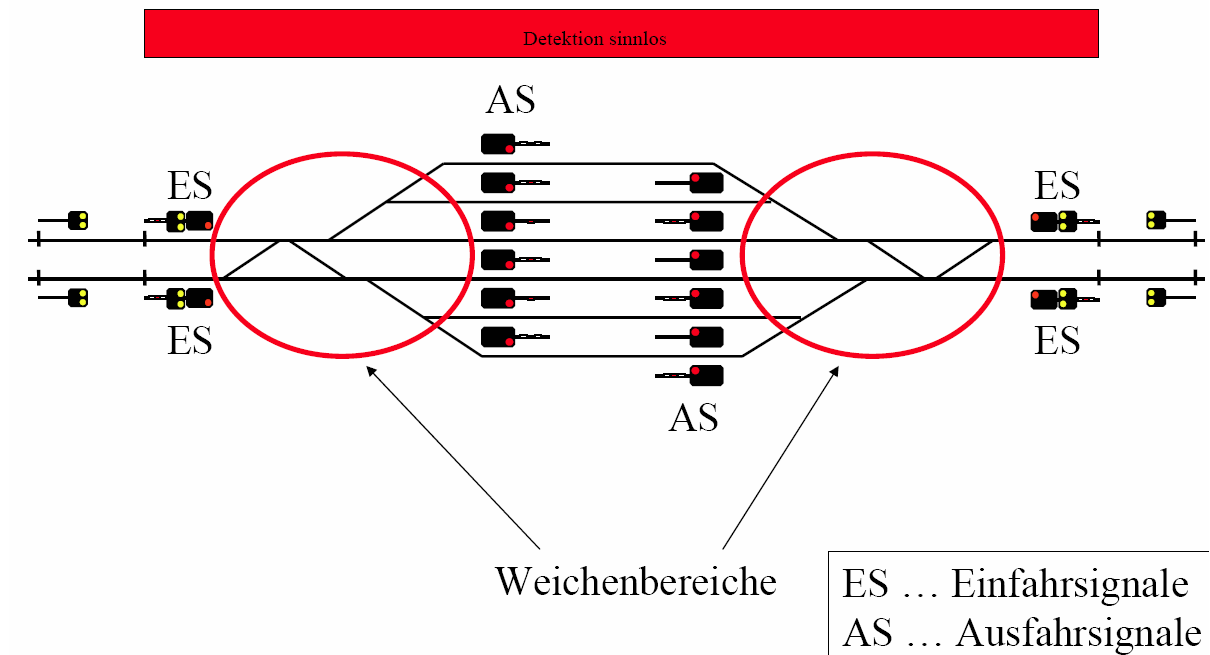 Detektion sinnlos
AS
ES
ES
ES
ES
AS
Weichenbereiche
ES … Einfahrsignale
AS … Ausfahrsignale